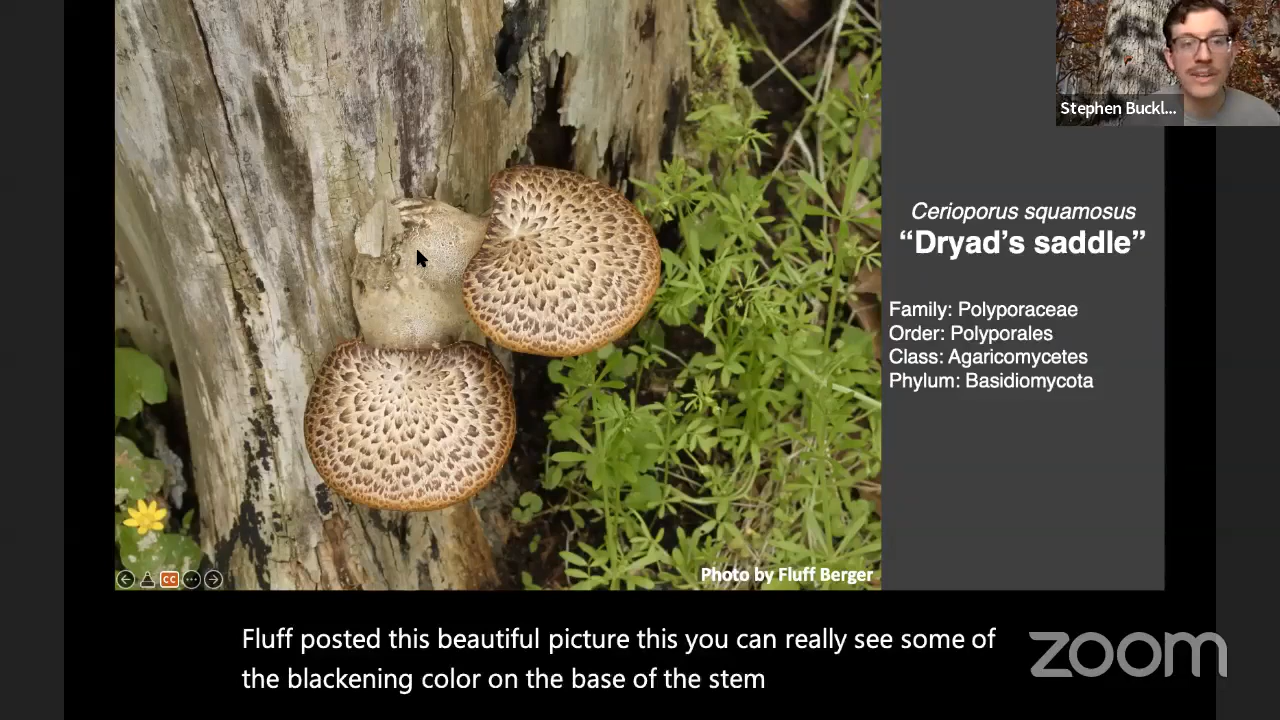 Stephen Buckl...
Cerioporus squamosus
“Dryad’s saddle”
Family: Polyporaceae
Order: Polyporales
Class: Agaricomycetes
Phylum: Basidiomycota
Photo by Fluff Berger
CC
Fluff posted this beautiful picture this you can really see some of
the blackening color on the base of the stem
zoom